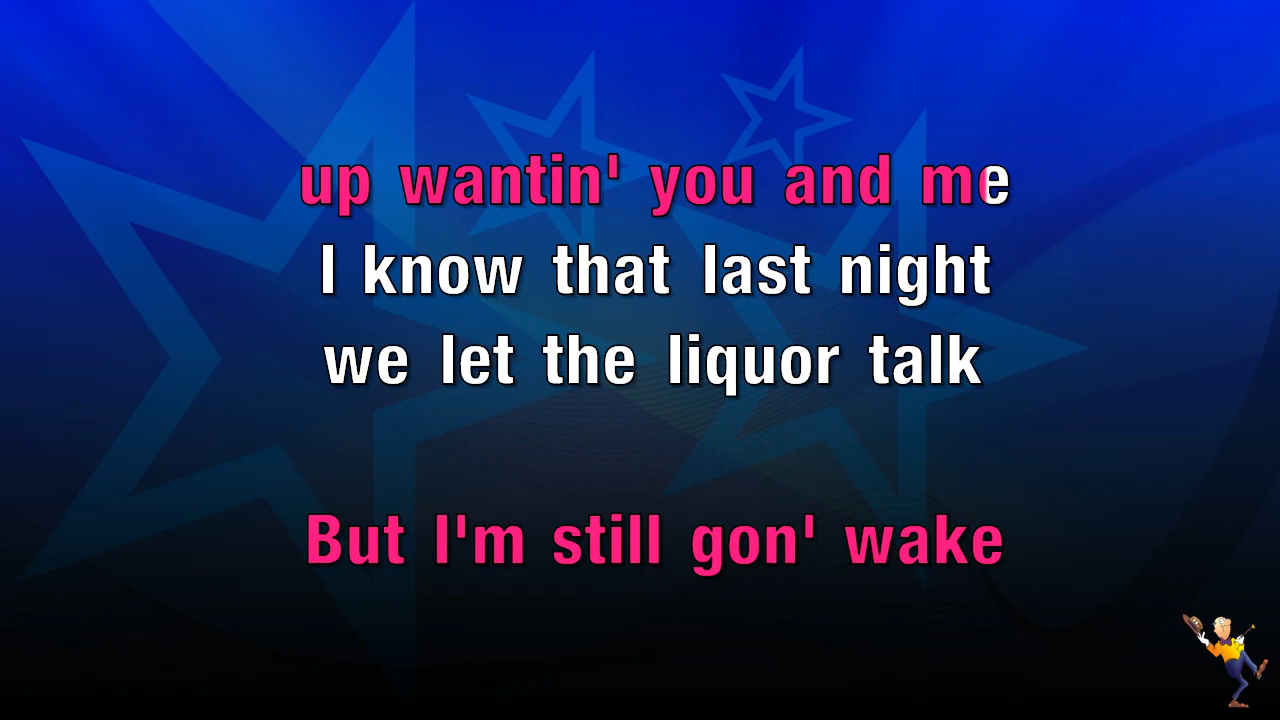 up wantin' you and me
I know that last night
we let the liquor talk
But I'm still gon' wake